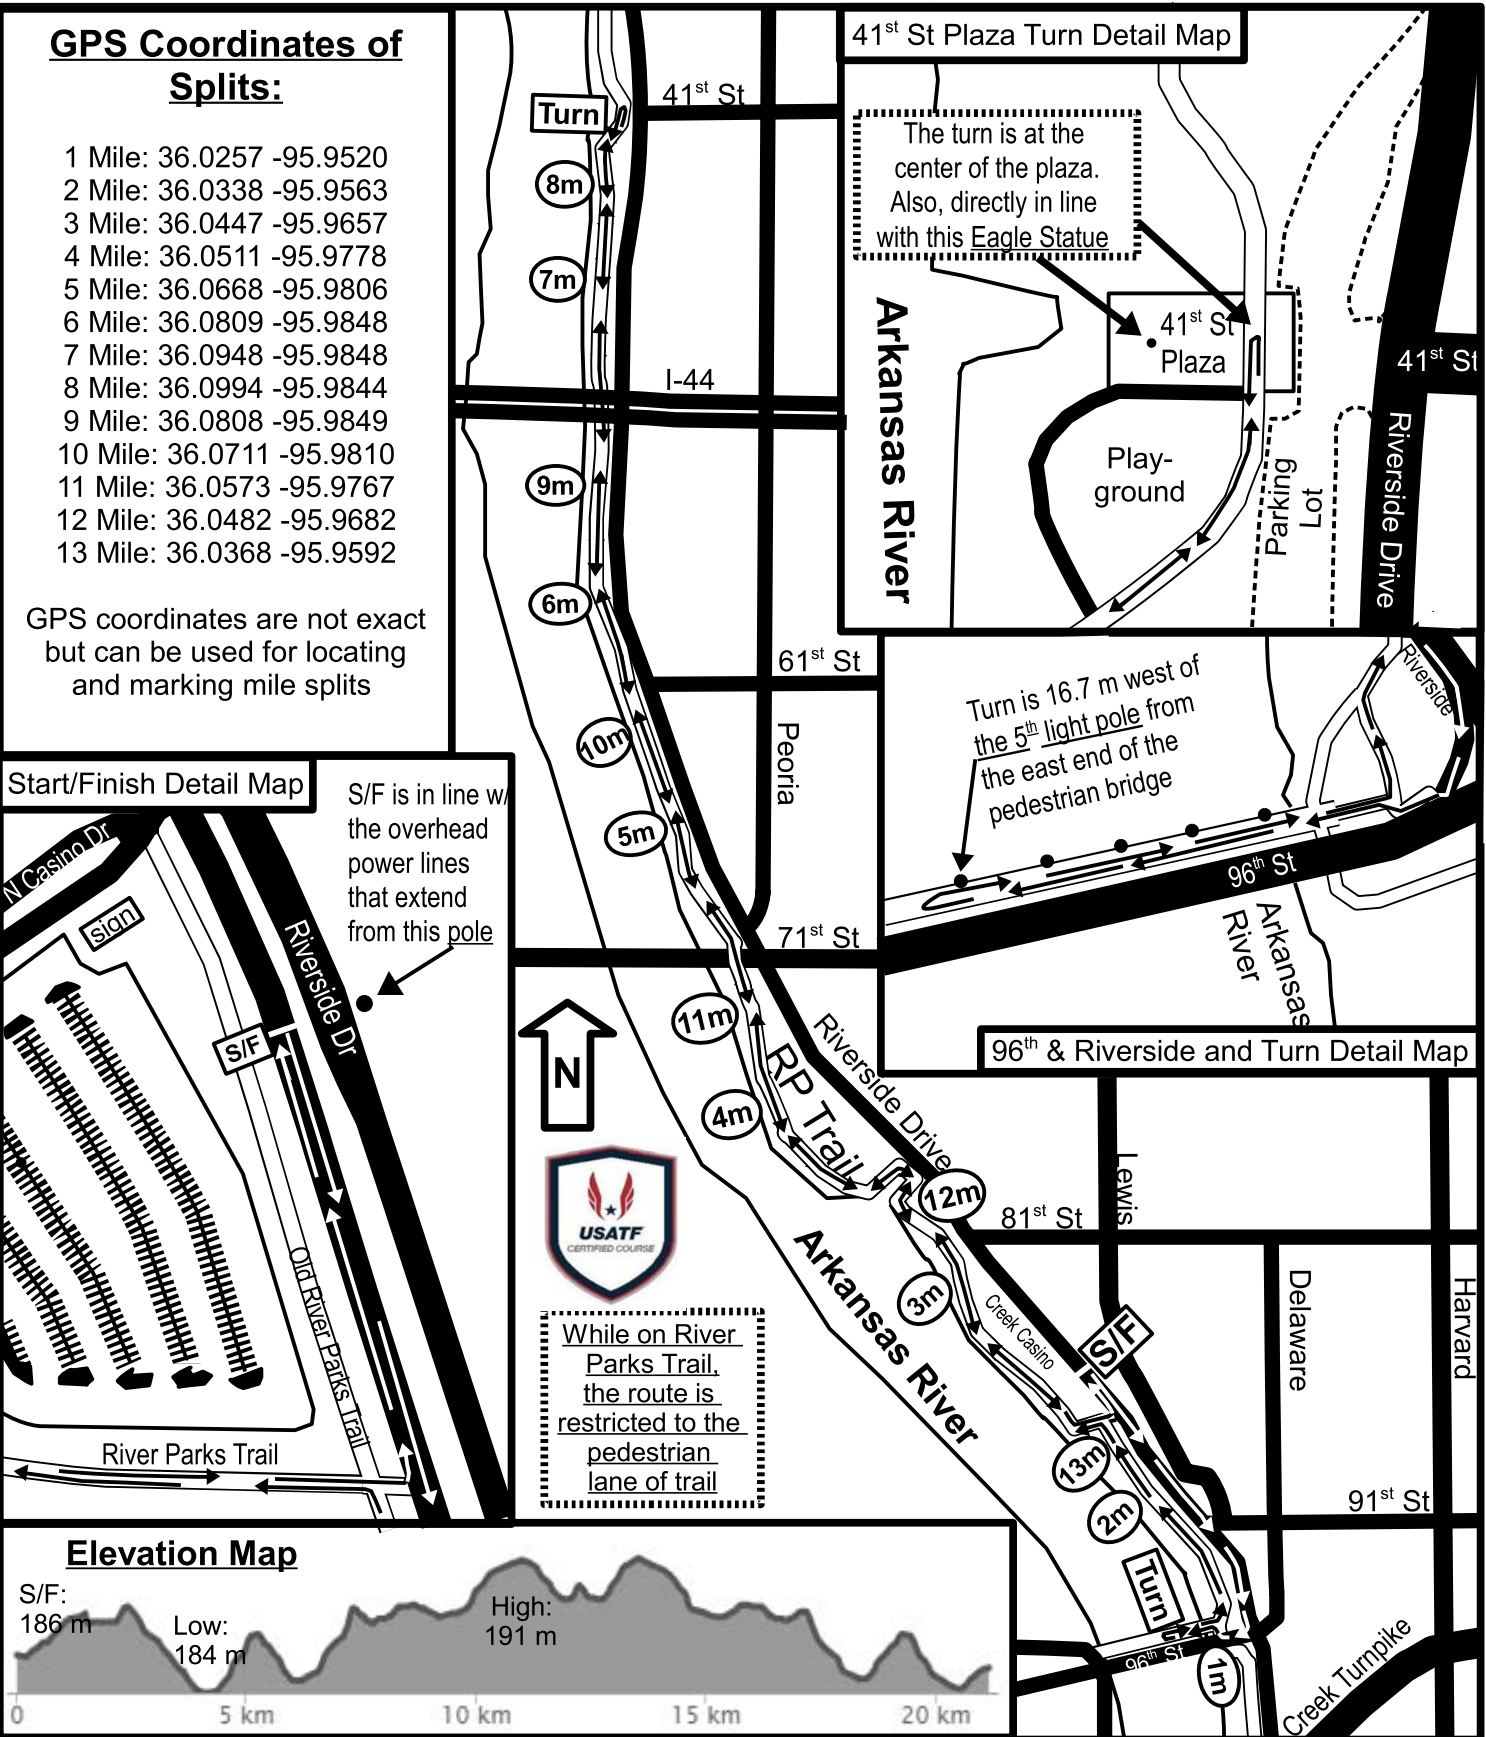 GPS Coordinates of
Splits:
1 Mile: 36.0257 -95.9520
2 Mile: 36.0338 -95.9563
3 Mile: 36.0447 -95.9657
4 Mile: 36.0511 -95.9778
5 Mile: 36.0668 -95.9806
6 Mile: 36.0809 -95.9848
7 Mile: 36.0948 -95.9848
8 Mile: 36.0994 -95.9844
9 Mile: 36.0808 -95.9849
10 Mile: 36.0711 -95.9810
11 Mile: 36.0573 -95.9767
12 Mile: 36.0482 -95.9682
13 Mile: 36.0368 -95.9592
GPS coordinates are not exact
but can be used for locating
and marking mile splits
Turn
41st St
8m
7m
I-44
9m
6m
61st St
Peoria
10m
5m
71st St
11m
4m
RP Trail
Riverside Drive
12m
81st St
Lewis
3m
Creek Casino
S/F
Delaware
Harvard
Arkansas River
13m
2m
91st St
Turn
96th St
1m
Creek Turnpike
N
USATF
CERTIFIED COURSE
While on River
Parks Trail,
the route is
restricted to the
pedestrian
lane of trail
41st St Plaza Turn Detail Map
The turn is at the
center of the plaza.
Also, directly in line
with this Eagle Statue
Arkansas River
41st St
Plaza
41st St
Play-
ground
Parking
Lot
Riverside Drive
Turn is 16.7 m west of
the 5th light pole from
the east end of the
pedestrian bridge
Riverside
96th St
Arkansas
River
96th & Riverside and Turn Detail Map
Start/Finish Detail Map
S/F is in line w/
the overhead
power lines
that extend
from this pole
N Casino Dr
sign
Riverside Dr
S/F
Old River Parks Trail
River Parks Trail
Elevation Map
S/F:
186 m
Low:
184 m
High:
191 m
0
5 km
10 km
15 km
20 km